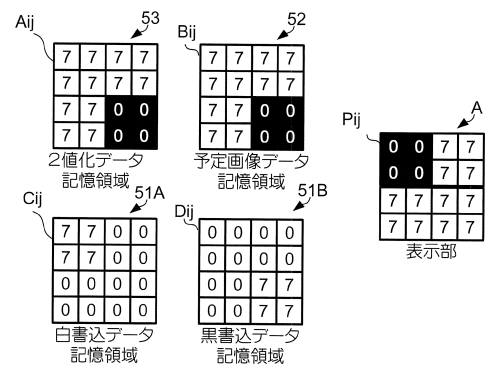 Aij 53
7 7 7 7
7 7 7 7
7 7 0 0
7 7 0 0
2値化データ
記憶領域
Bij 52
7 7 7 7
7 7 7 7
7 7 0 0
7 7 0 0
予定画像データ
記憶領域
Cij 51A
7 7 0 0
7 7 0 0
0 0 0 0
0 0 0 0
白書込データ
記憶領域
Dij 51B
0 0 0 0
0 0 0 0
0 0 7 7
0 0 7 7
黒書込データ
記憶領域
Pij A
0 0 7 7
0 0 7 7
7 7 7 7
7 7 7 7
表示部